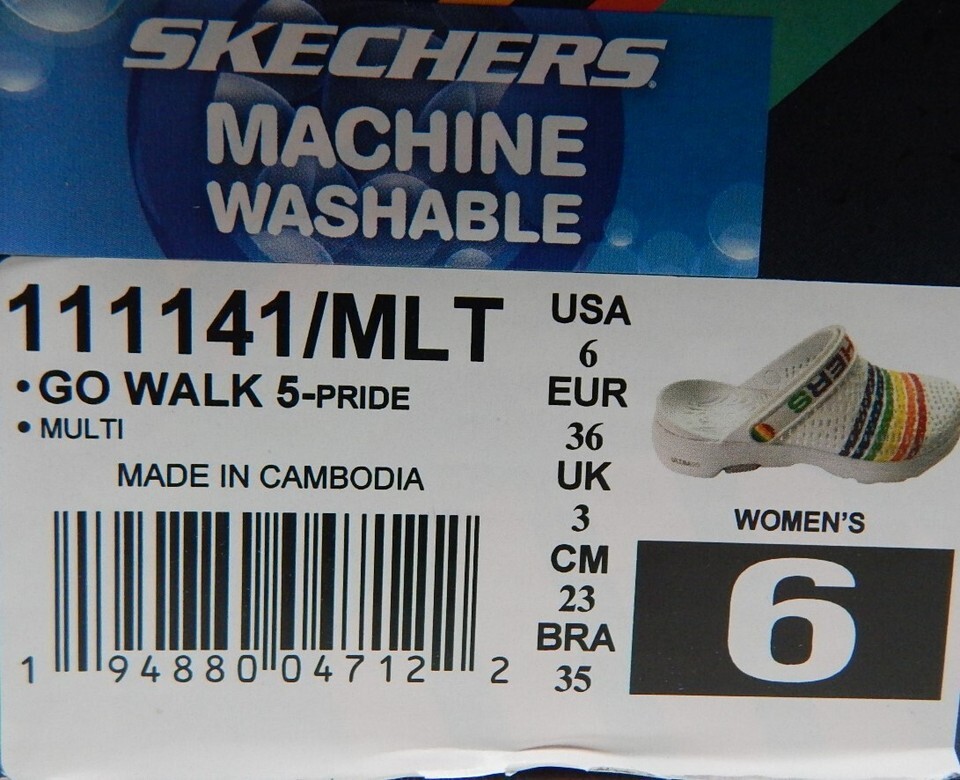 SKECHERS
MACHINE
WASHABLE
111141/MLT
• GO WALK 5-PRIDE
• MULTI
MADE IN CAMBODIA
1 94880 04712 2
USA
6
EUR
36
UK
3
CM
23
BRA
35
HERS
WOMEN'S
6